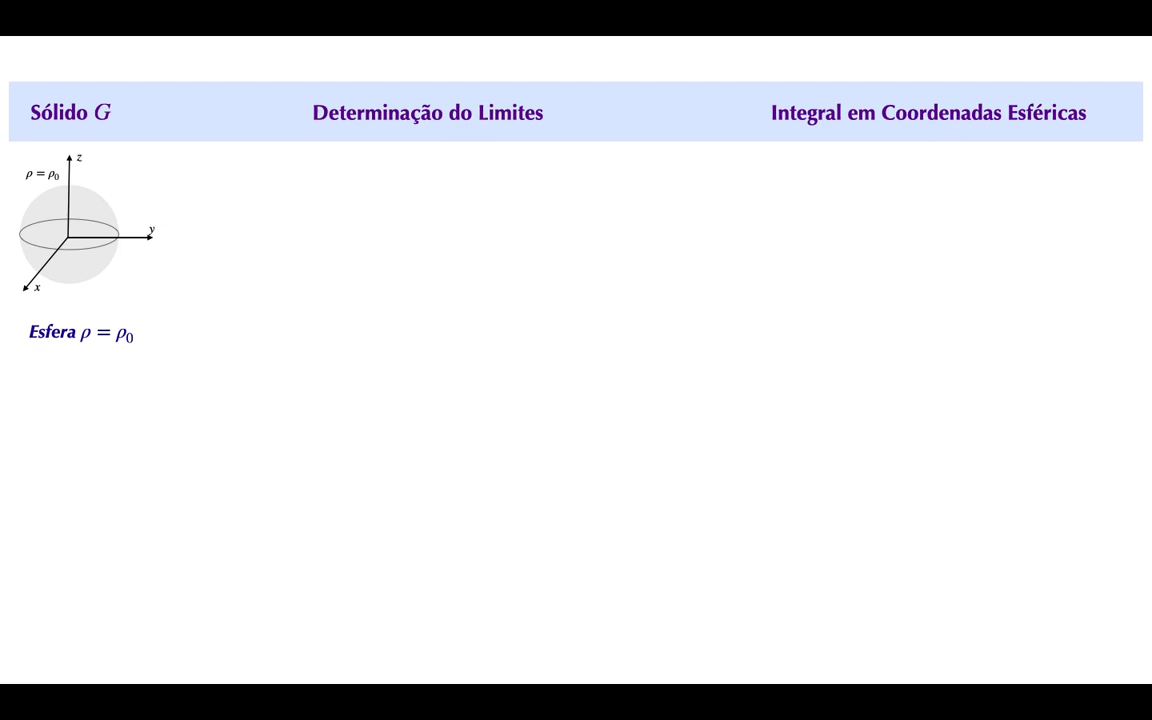 Sólido G
Determinação do Limites
Integral em Coordenadas Esféricas
z
ρ = ρ₀
y
x
Esfera ρ = ρ₀